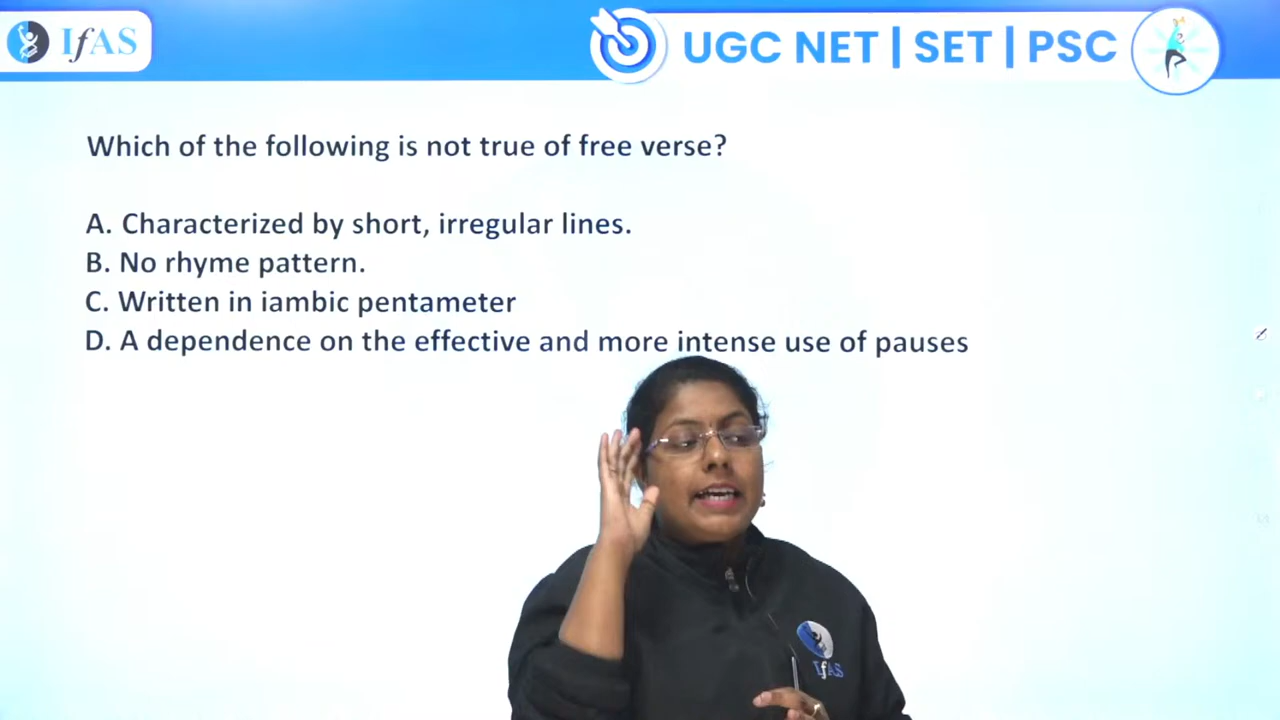 IfAS
UGC NET | SET | PSC
Which of the following is not true of free verse?
A. Characterized by short, irregular lines.
B. No rhyme pattern.
C. Written in iambic pentameter
D. A dependence on the effective and more intense use of pauses
IfAS